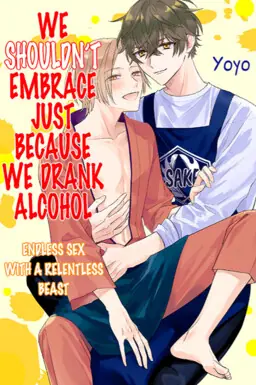 WE
SHOULDN'T
EMBRACE
JUST
BECAUSE
WE DRANK
ALCOHOL
Yoyo
SAKE
ENDLESS SEX
WITH A RELENTLESS
BEAST